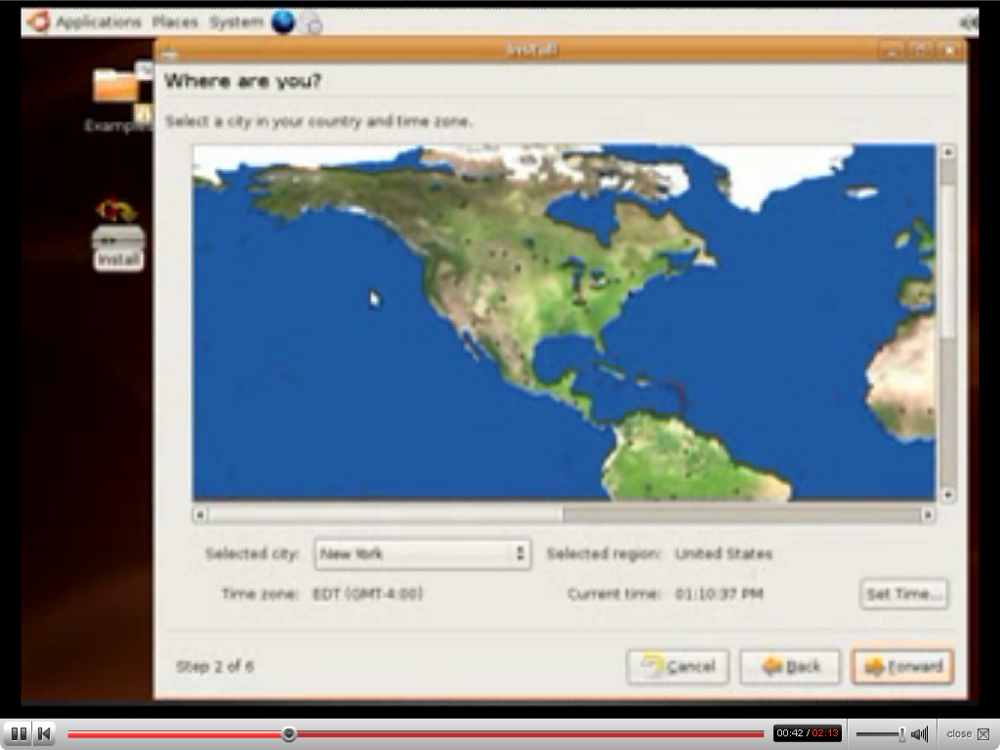 Applications Places System
Install
Where are you?
Select a city in your country and time zone.
Examples
Install
Selected city: New York Selected region: United States
Time zone: EDT (GMT-4:00) Current time: 01:10:37 PM Set Time...
Step 2 of 6 Cancel Back Forward
00:42 / 02:13 close